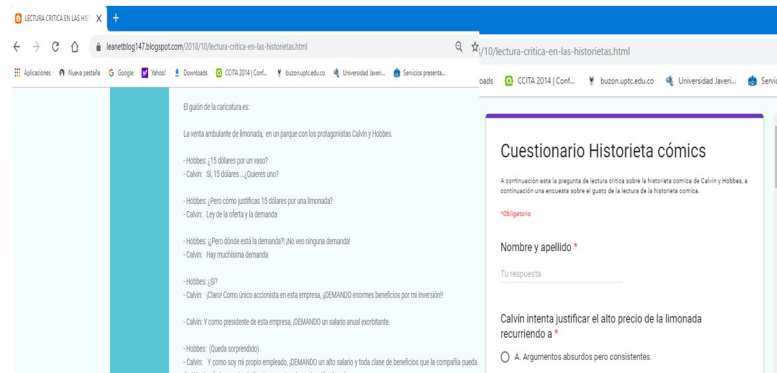 LECTURA CRITICA EN LAS HIS
leanetblog147.blogspot.com/2018/10/lectura-critica-en-las-historietas.html
Aplicaciones Nueva pestaña Google Yahoo! Downloads CCITA 2014 | Conf... buzon.uptc.edu.co Universidad Javeri... Servicios presenta...
El guión de la caricatura es:
La venta ambulante de limonada, en un parque con los protagonistas Calvin y Hobbes.
- Hobbes: ¿15 dólares por un vaso?
- Calvin: Sí, 15 dólares ...¿Quieres uno?
- Hobbes: ¿Pero cómo justificas 15 dólares por una limonada?
- Calvin: Ley de la oferta y la demanda
- Hobbes: ¿¡Pero dónde está la demanda?! ¡No veo ninguna demanda!
- Calvin: Hay muchísima demanda
- Hobbes: ¿SI?
- Calvin: ¡Claro! Como único accionista en esta empresa, ¡¡DEMANDO enormes beneficios por mi inversión!!
- Calvin: Y como presidente de esta empresa, ¡DEMANDO un salario anual exorbitante.
- Hobbes: (Queda sorprendido)
- Calvin: Y como soy mi propio empleado, ¡DEMANDO un alto salario y toda clase de beneficios que la compañía pueda
/10/lectura-critica-en-las-historietas.html
oads CCITA 2014 | Conf... buzon.uptc.edu.co Universidad Javeri... Servic
Cuestionario Historieta cómics
A continuación esta la pregunta de lectura critica sobre la historieta comica de Calvin y Hobbes, a
continuación una encuesta sobre el gusto de la lectura de la historieta comica.
*Obligatorio
Nombre y apellido *
Tu respuesta
Calvín intenta justificar el alto precio de la limonada
recurriendo a *
A. Argumentos absurdos pero consistentes.